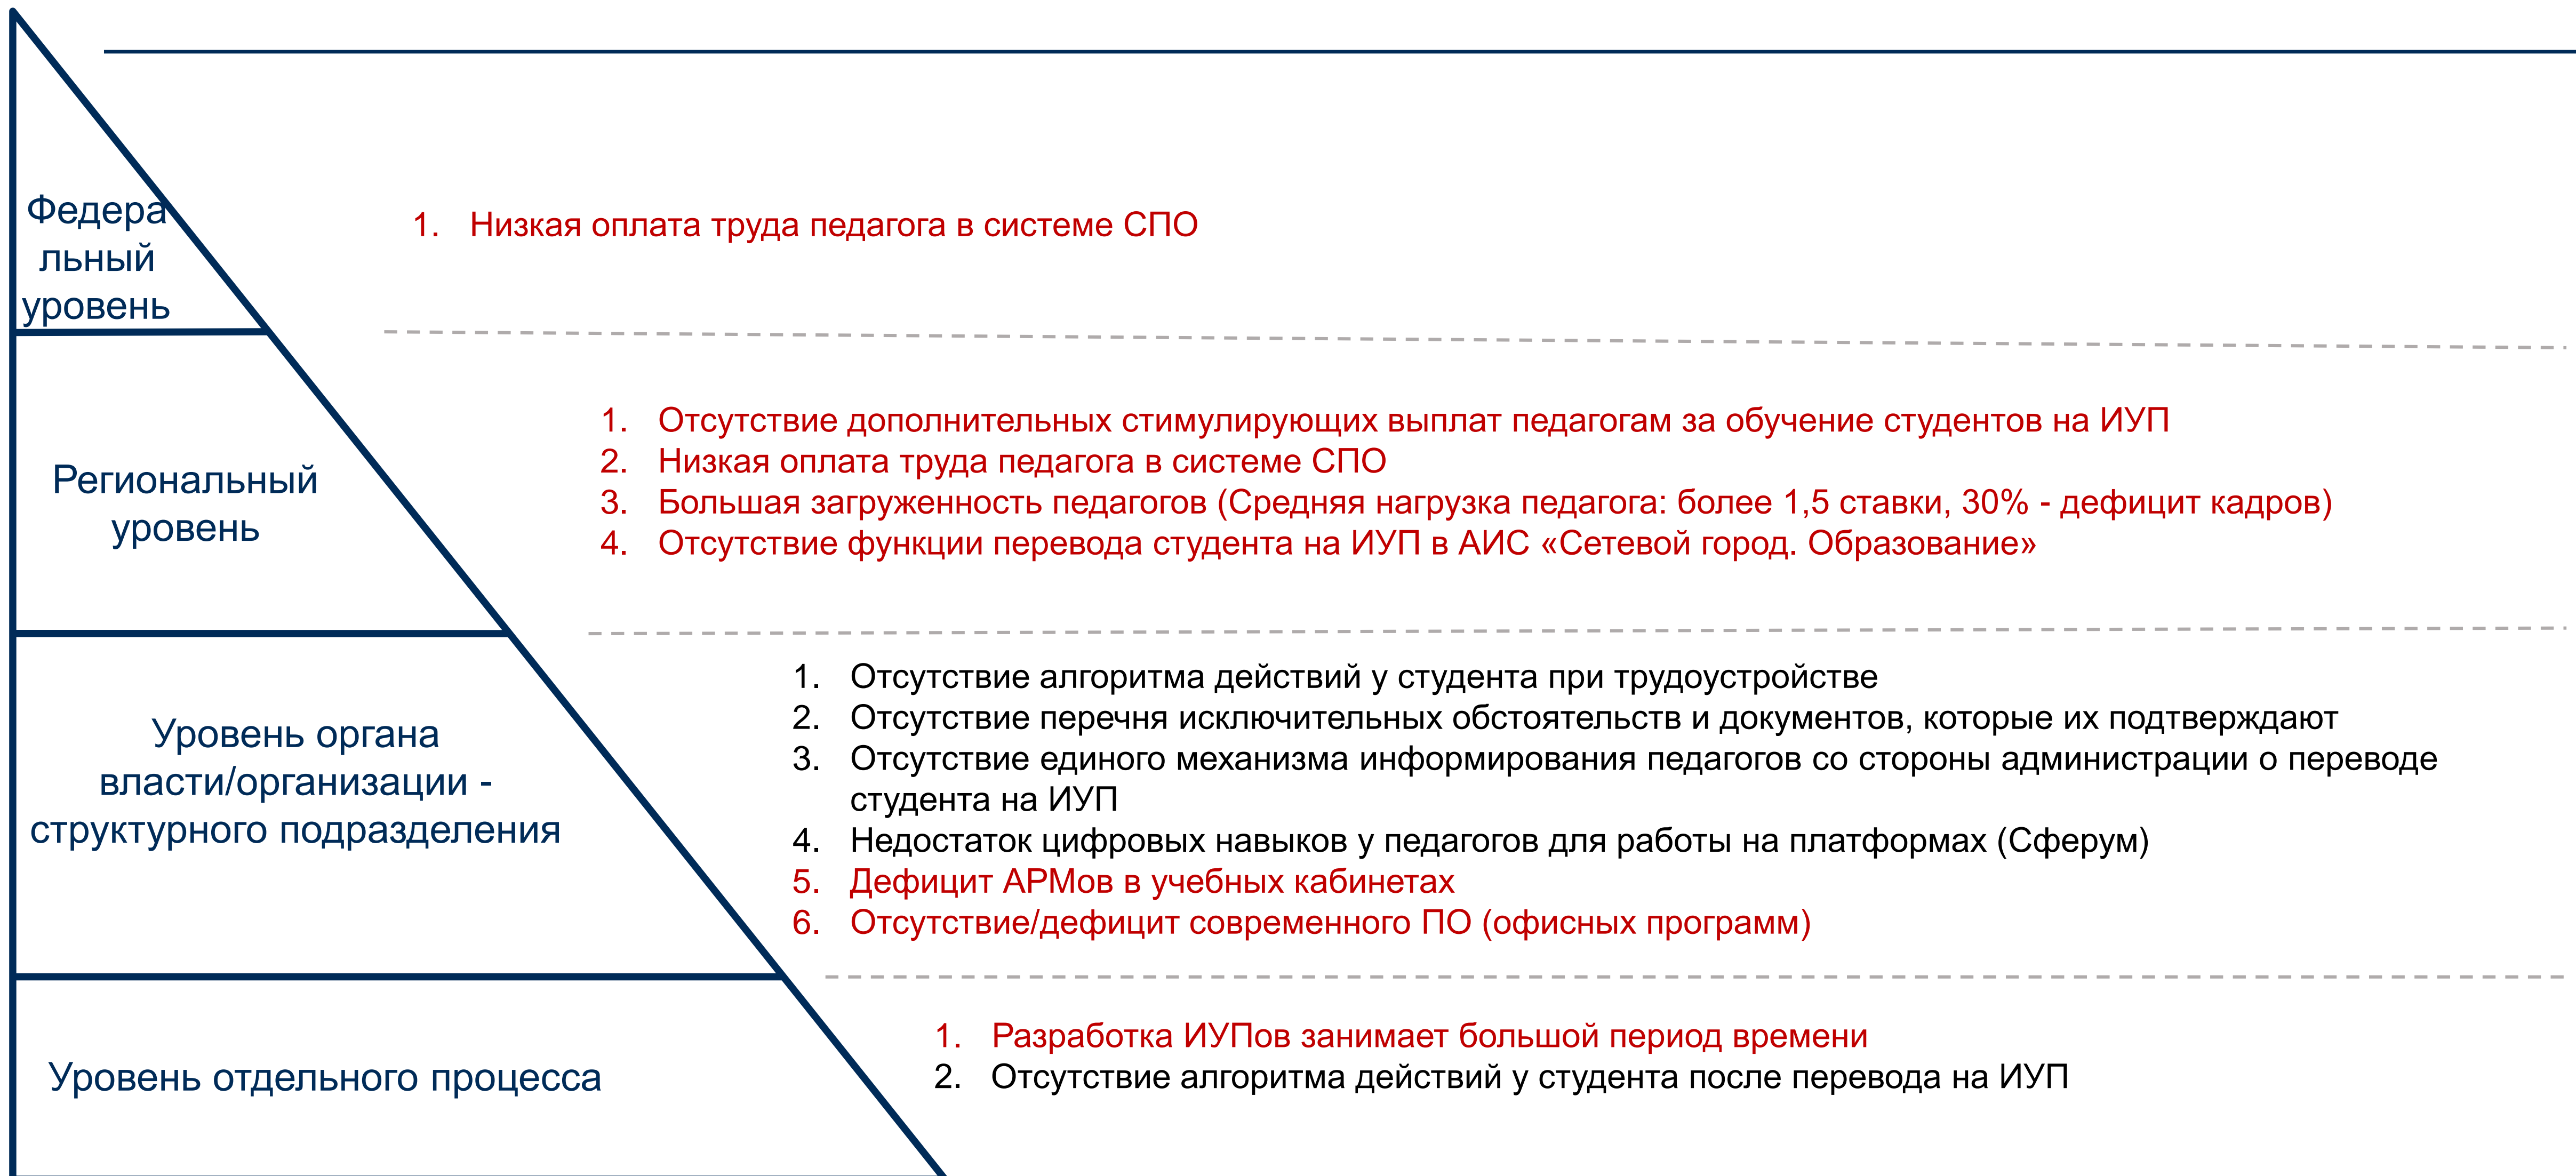 Федера
льный
уровень
1. Низкая оплата труда педагога в системе СПО
Региональный
уровень
1. Отсутствие дополнительных стимулирующих выплат педагогам за обучение студентов на ИУП
2. Низкая оплата труда педагога в системе СПО
3. Большая загруженность педагогов (Средняя нагрузка педагога: более 1,5 ставки, 30% - дефицит кадров)
4. Отсутствие функции перевода студента на ИУП в АИС «Сетевой город. Образование»
Уровень органа
власти/организации -
структурного подразделения
1. Отсутствие алгоритма действий у студента при трудоустройстве
2. Отсутствие перечня исключительных обстоятельств и документов, которые их подтверждают
3. Отсутствие единого механизма информирования педагогов со стороны администрации о переводе
студента на ИУП
4. Недостаток цифровых навыков у педагогов для работы на платформах (Сферум)
5. Дефицит АРМов в учебных кабинетах
6. Отсутствие/дефицит современного ПО (офисных программ)
Уровень отдельного процесса
1. Разработка ИУПов занимает большой период времени
2. Отсутствие алгоритма действий у студента после перевода на ИУП